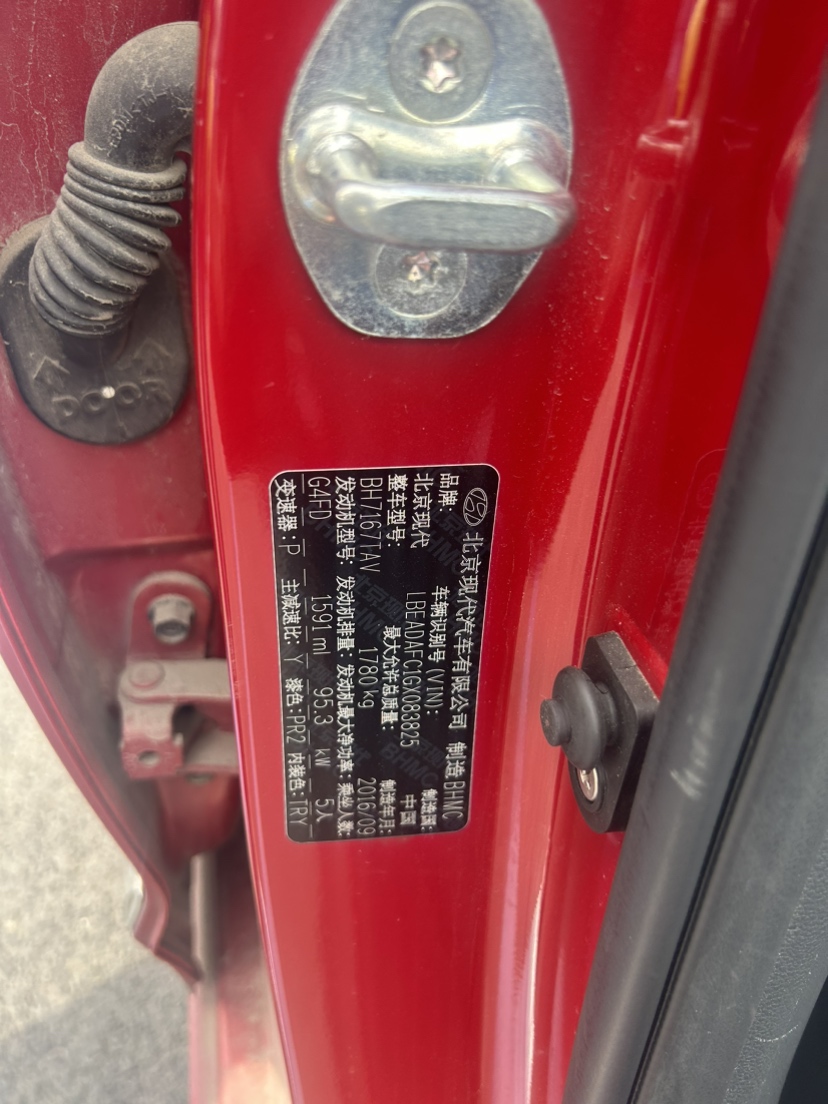 北京现代汽车有限公司 制造BHMC
品牌: 车辆识别号 (VIN): 制造国:
北京现代 LBEADAFC1GX083825 中国
整车型号: 最大允许总质量: 制造年月:
BH7167TAV 1780kg 2016/09
发动机型号: 发动机排量: 发动机最大净功率: 乘坐人数:
G4FD 1591 ml 95.3 kW 5人
变速器: P 主减速比: Y 漆色: PR2 内装色: TRY
DOOR